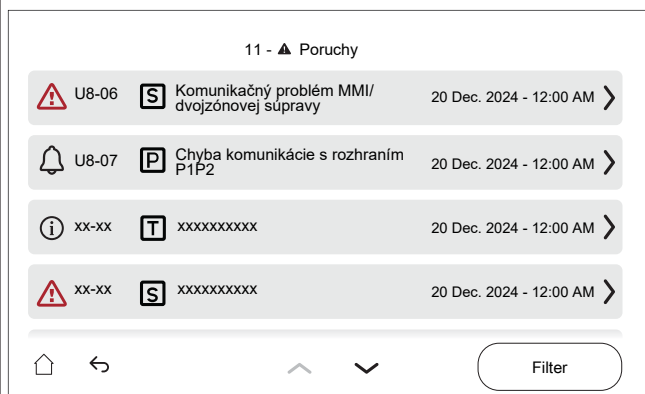 11 - Poruchy
U8-06 S Komunikačný problém MMI/
dvojzónovej súpravy
20 Dec. 2024 - 12:00 AM
U8-07 P Chyba komunikácie s rozhraním
P1P2
20 Dec. 2024 - 12:00 AM
xx-xx T xxxxxxxxxx 20 Dec. 2024 - 12:00 AM
xx-xx S xxxxxxxxxx 20 Dec. 2024 - 12:00 AM
Filter